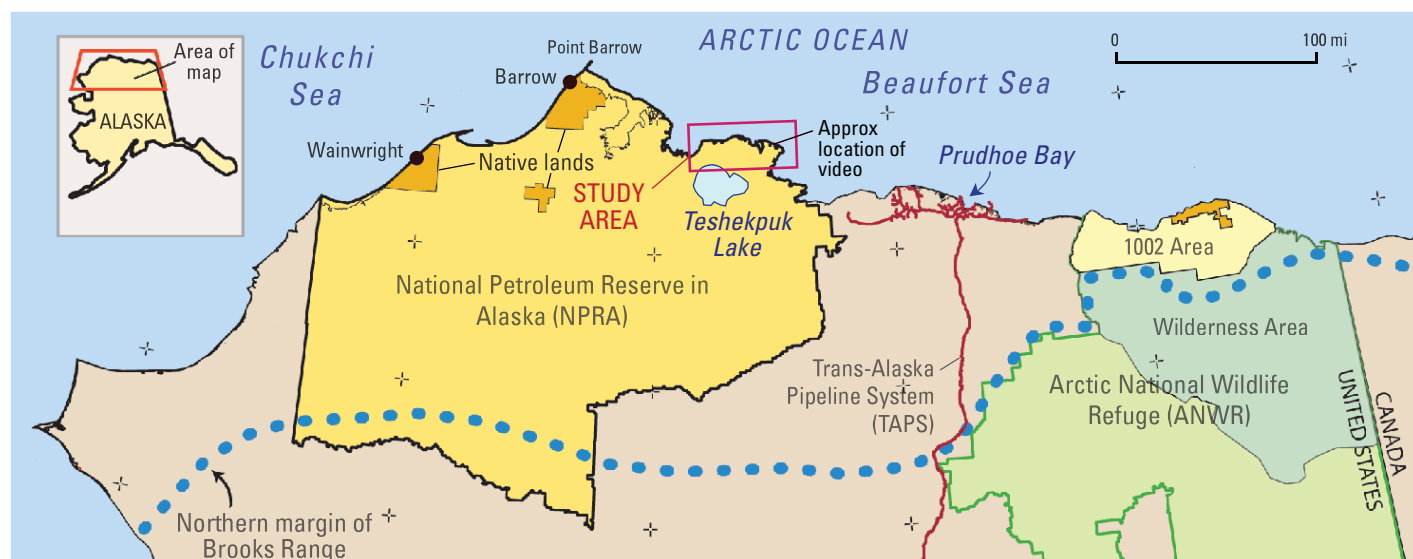 Area of
map
ALASKA
Chukchi
Sea
Point Barrow
Barrow
ARCTIC OCEAN
Beaufort Sea
0
100 mi
Wainwright
Native lands
STUDY
AREA
Approx
location of
video
Teshekpuk
Lake
Prudhoe Bay
1002 Area
National Petroleum Reserve in
Alaska (NPRA)
Wilderness Area
Trans-Alaska
Pipeline System
(TAPS)
Arctic National Wildlife
Refuge (ANWR)
UNITED STATES
CANADA
Northern margin of
Brooks Range